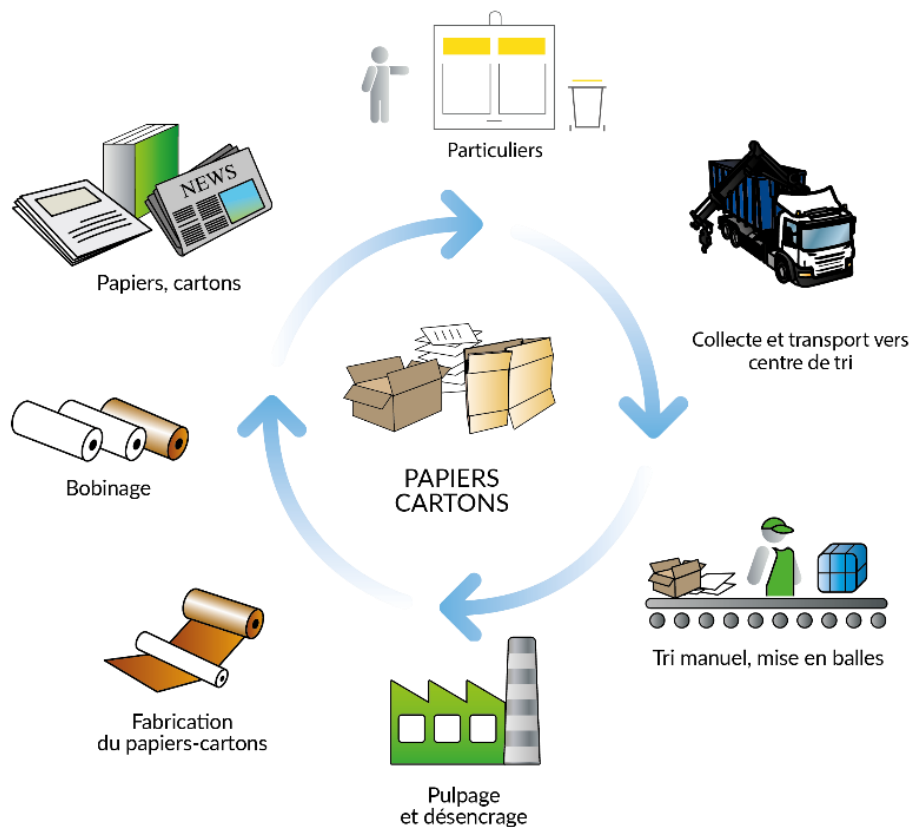 Particuliers
Collecte et transport vers
centre de tri
Tri manuel, mise en balles
Pulpage
et désencrage
Fabrication
du papiers-cartons
Bobinage
NEWS
Papiers, cartons
PAPIERS
CARTONS